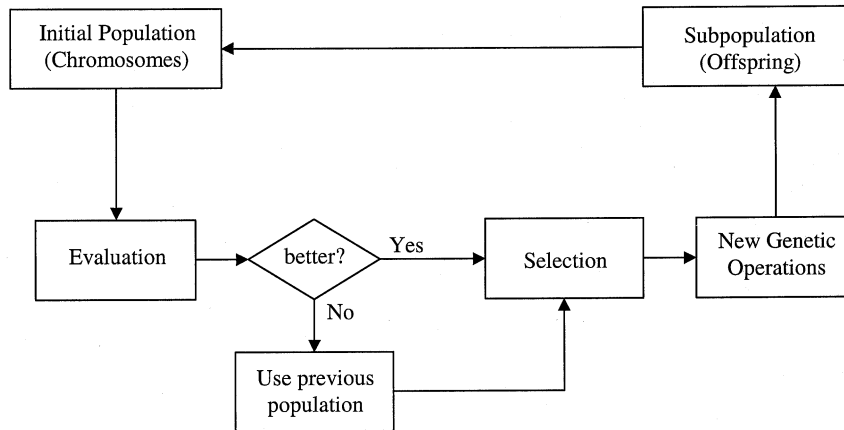 Initial Population
(Chromosomes)
Subpopulation
(Offspring)
Evaluation
better?
Yes
Selection
New Genetic
Operations
No
Use previous
population